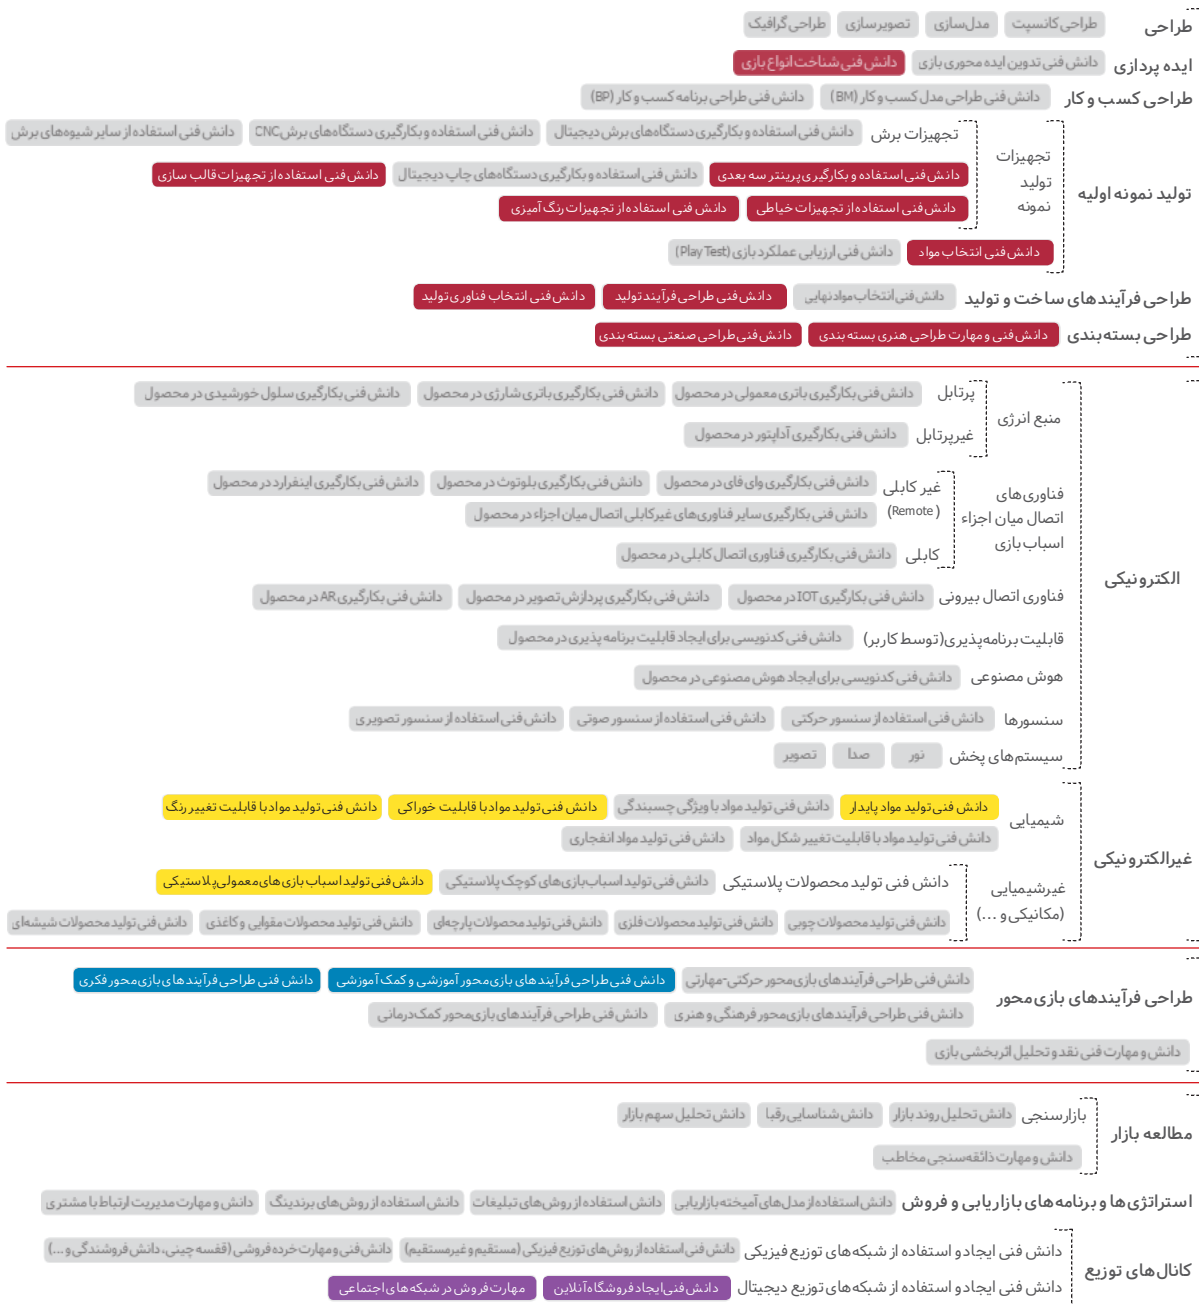 طراحی طراحی کانسپت مدل‌سازی تصویرسازی طراحی گرافیک
ایده پردازی دانش فنی تدوین ایده محوری بازی دانش فنی شناخت انواع بازی
طراحی کسب و کار دانش فنی طراحی مدل کسب و کار (BM) دانش فنی طراحی برنامه کسب و کار (BP)
تولید نمونه اولیه
تجهیزات
تولید
نمونه
تجهیزات برش دانش فنی استفاده و بکارگیری دستگاه‌های برش دیجیتال دانش فنی استفاده و بکارگیری دستگاه‌های برش CNC دانش فنی استفاده از سایر شیوه‌های برش
دانش فنی استفاده و بکارگیری پرینتر سه بعدی دانش فنی استفاده و بکارگیری دستگاه‌های چاپ دیجیتال دانش فنی استفاده از تجهیزات قالب سازی
دانش فنی استفاده از تجهیزات خیاطی دانش فنی استفاده از تجهیزات رنگ آمیزی
دانش فنی انتخاب مواد دانش فنی ارزیابی عملکرد بازی (Play Test)
طراحی فرآیندهای ساخت و تولید دانش فنی انتخاب مواد نهایی دانش فنی طراحی فرآیند تولید دانش فنی انتخاب فناوری تولید
طراحی بسته‌بندی دانش فنی و مهارت طراحی هنری بسته بندی دانش فنی طراحی صنعتی بسته بندی
الکترونیکی
منبع انرژی
پرتابل دانش فنی بکارگیری باتری معمولی در محصول دانش فنی بکارگیری باتری شارژی در محصول دانش فنی بکارگیری سلول خورشیدی در محصول
غیرپرتابل دانش فنی بکارگیری آداپتور در محصول
فناوری‌های
اتصال میان اجزاء
اسباب‌بازی
غیر کابلی
(Remote)
دانش فنی بکارگیری وای فای در محصول دانش فنی بکارگیری بلوتوث در محصول دانش فنی بکارگیری اینفرارد در محصول
دانش فنی بکارگیری سایر فناوری‌های غیرکابلی اتصال میان اجزاء در محصول
کابلی دانش فنی بکارگیری فناوری اتصال کابلی در محصول
فناوری اتصال بیرونی دانش فنی بکارگیری IOT در محصول دانش فنی بکارگیری پردازش تصویر در محصول دانش فنی بکارگیری AR در محصول
قابلیت برنامه‌پذیری(توسط کاربر) دانش فنی کدنویسی برای ایجاد قابلیت برنامه پذیری در محصول
هوش مصنوعی دانش فنی کدنویسی برای ایجاد هوش مصنوعی در محصول
سنسورها دانش فنی استفاده از سنسور حرکتی دانش فنی استفاده از سنسور صوتی دانش فنی استفاده از سنسور تصویری
سیستم‌های پخش نور صدا تصویر
غیرالکترونیکی
شیمیایی
دانش فنی تولید مواد پایدار دانش فنی تولید مواد با ویژگی چسبندگی دانش فنی تولید مواد با قابلیت خوراکی دانش فنی تولید مواد با قابلیت تغییر رنگ
دانش فنی تولید مواد با قابلیت تغییر شکل مواد دانش فنی تولید مواد انفجاری
غیرشیمیایی
(مکانیکی و ...)
دانش فنی تولید محصولات پلاستیکی دانش فنی تولید اسباب‌بازی‌های کوچک پلاستیکی دانش فنی تولید اسباب بازی های معمولی پلاستیکی
دانش فنی تولید محصولات چوبی دانش فنی تولید محصولات فلزی دانش فنی تولید محصولات پارچه‌ای دانش فنی تولید محصولات مقوایی و کاغذی دانش فنی تولید محصولات شیشه‌ای
طراحی فرآیندهای بازی‌محور
دانش فنی طراحی فرآیندهای بازی‌محور حرکتی-مهارتی دانش فنی طراحی فرآیندهای بازی‌محور آموزشی و کمک آموزشی دانش فنی طراحی فرآیندهای بازی‌محور فکری
دانش فنی طراحی فرآیندهای بازی‌محور فرهنگی و هنری دانش فنی طراحی فرآیندهای بازی‌محور کمک‌درمانی
دانش و مهارت فنی نقد و تحلیل اثربخشی بازی
مطالعه بازار
بازارسنجی دانش تحلیل روند بازار دانش شناسایی رقبا دانش تحلیل سهم بازار
دانش و مهارت ذائقه‌سنجی مخاطب
استراتژی‌ها و برنامه‌های بازاریابی و فروش دانش استفاده از مدل‌های آمیخته بازاریابی دانش استفاده از روش‌های تبلیغات دانش استفاده از روش‌های برندینگ دانش و مهارت مدیریت ارتباط با مشتری
کانال‌های توزیع
دانش فنی ایجاد و استفاده از شبکه‌های توزیع فیزیکی دانش فنی استفاده از روش‌های توزیع فیزیکی (مستقیم و غیرمستقیم) دانش فنی و مهارت خرده فروشی (قفسه چینی، دانش فروشندگی و ...)
دانش فنی ایجاد و استفاده از شبکه‌های توزیع دیجیتال دانش فنی ایجاد فروشگاه آنلاین مهارت فروش در شبکه های اجتماعی